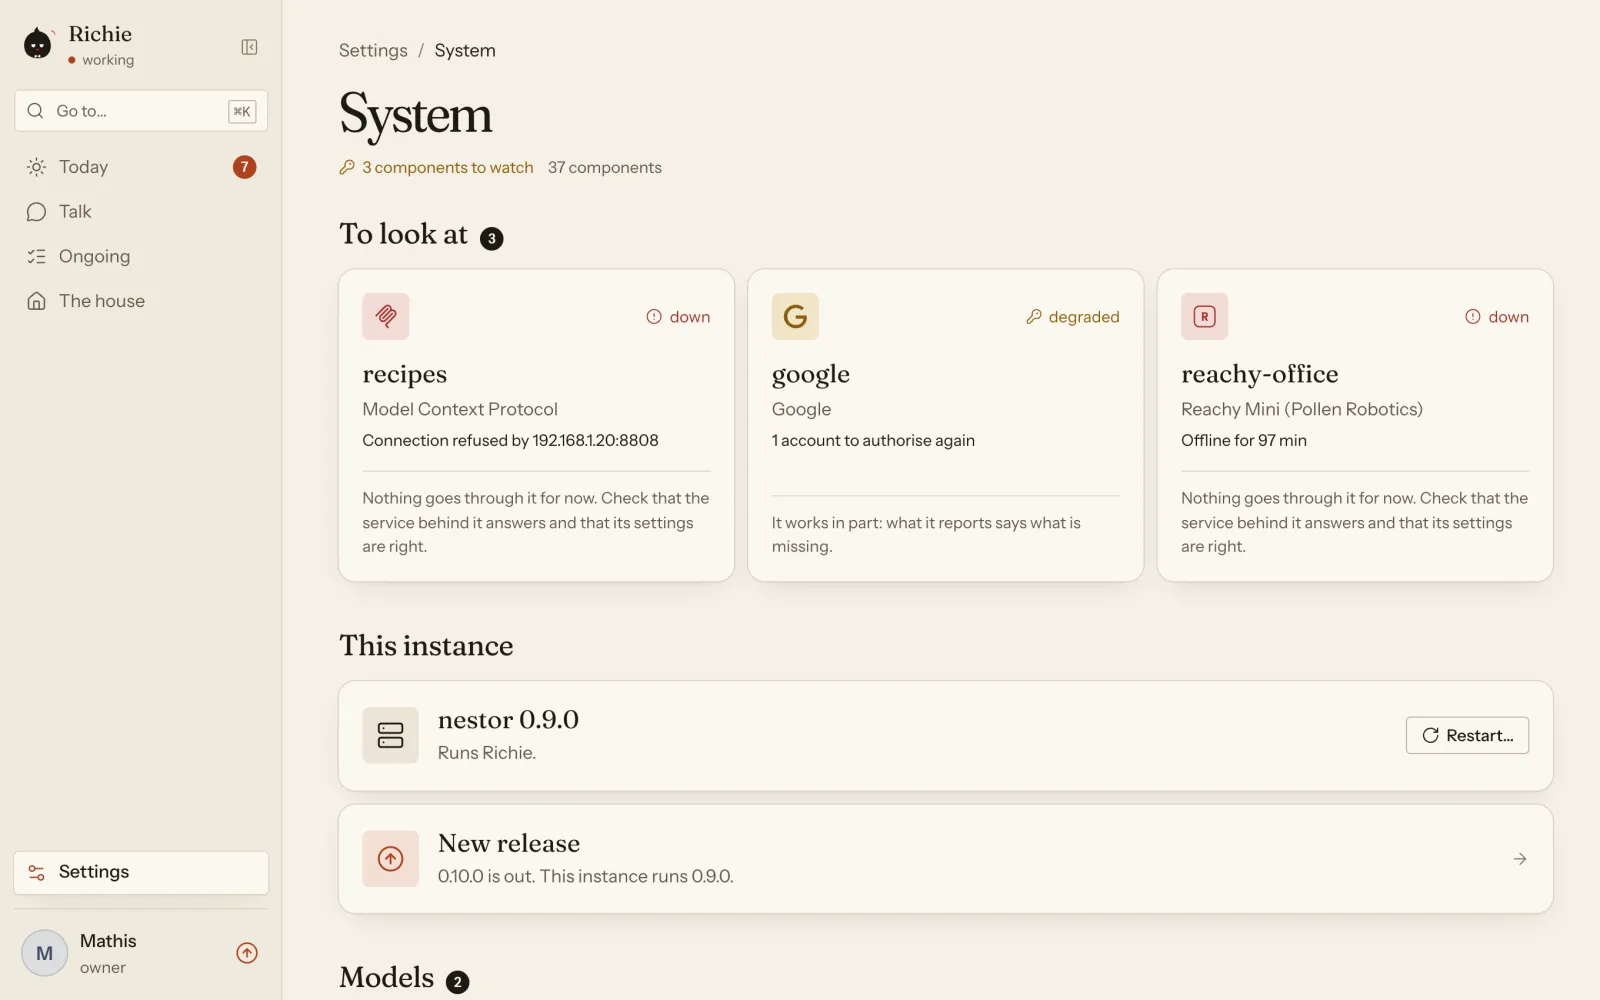 Richie
working
Go to...
⌘K
Today
7
Talk
Ongoing
The house
Settings
M
Mathis
owner
Settings / System
System
3 components to watch 37 components
To look at 3
down
recipes
Model Context Protocol
Connection refused by 192.168.1.20:8808
Nothing goes through it for now. Check that the
service behind it answers and that its settings
are right.
G
degraded
google
Google
1 account to authorise again
It works in part: what it reports says what is
missing.
R
down
reachy-office
Reachy Mini (Pollen Robotics)
Offline for 97 min
Nothing goes through it for now. Check that the
service behind it answers and that its settings
are right.
This instance
nestor 0.9.0
Runs Richie.
Restart...
New release
0.10.0 is out. This instance runs 0.9.0.
Models 2